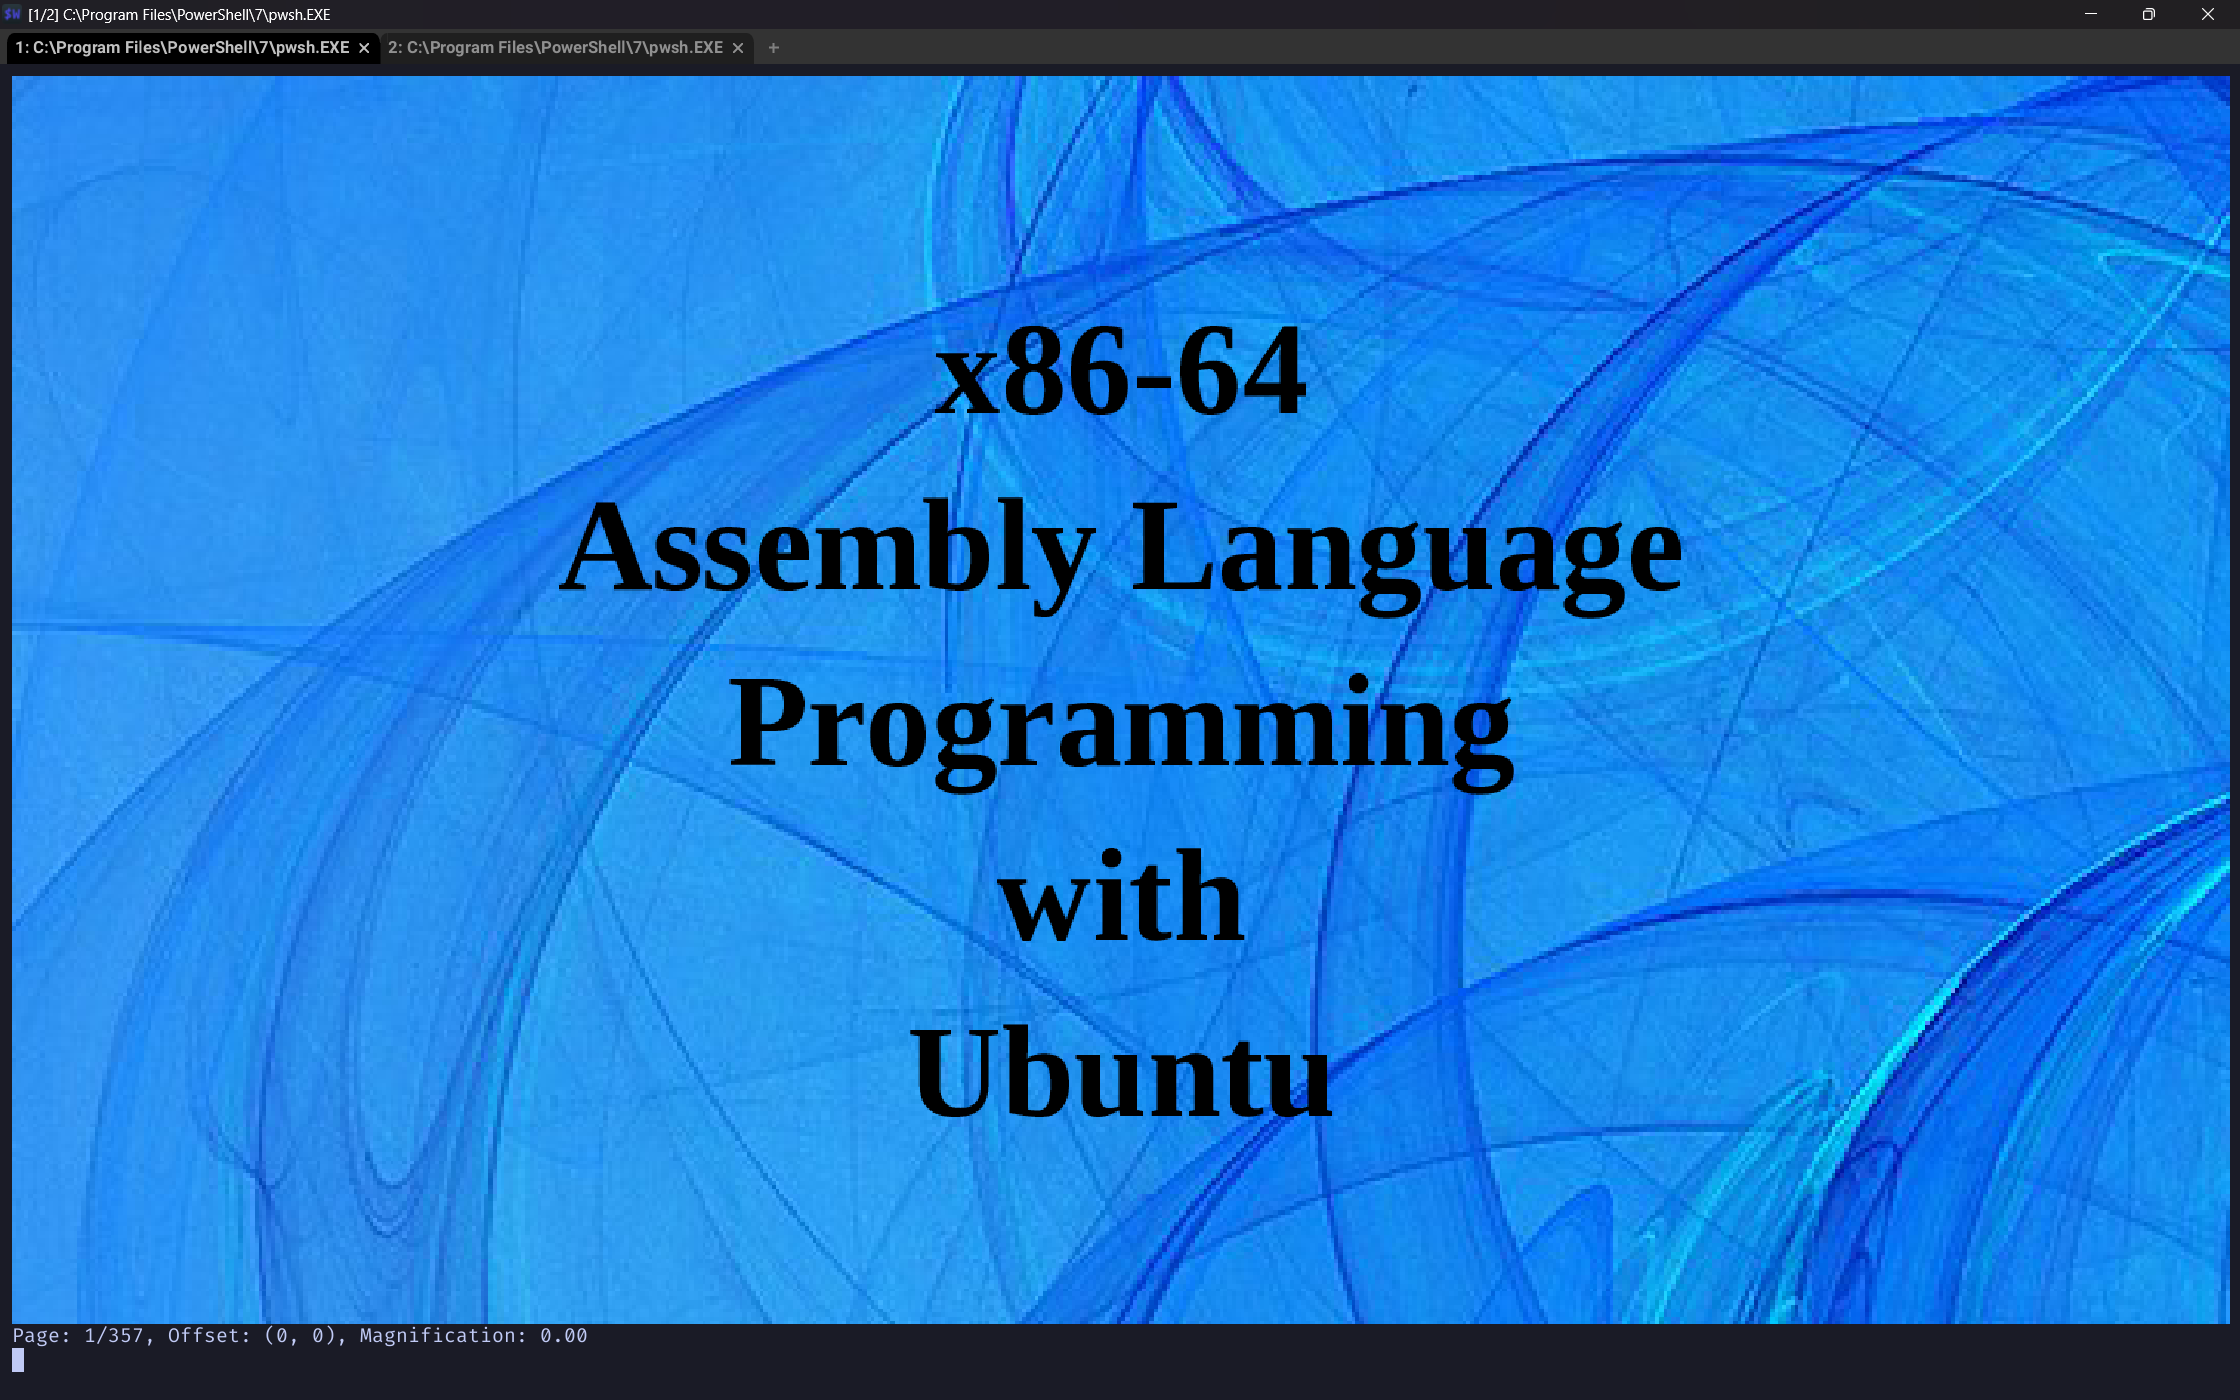 [1/2] C:\Program Files\PowerShell\7\pwsh.EXE
1: C:\Program Files\PowerShell\7\pwsh.EXE × 2: C:\Program Files\PowerShell\7\pwsh.EXE × +
x86-64
Assembly Language
Programming
with
Ubuntu
Page: 1/357, Offset: (0, 0), Magnification: 0.00